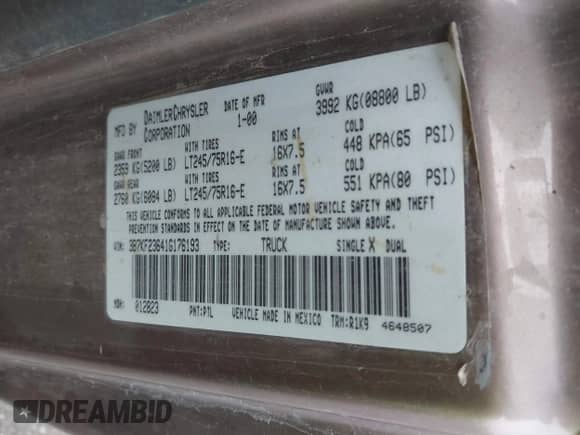 MFD BY DAIMLERCHRYSLER CORPORATION DATE OF MFR 1-00 GVWR 3992 KG(08800 LB)
GAWR FRONT WITH TIRES RIMS AT COLD
2359 KG(5200 LB) LT245/75R16-E 16X7.5 448 KPA(65 PSI)
GAWR REAR WITH TIRES RIMS AT COLD
2760 KG(6084 LB) LT245/75R16-E 16X7.5 551 KPA(80 PSI)
THIS VEHICLE CONFORMS TO ALL APPLICABLE FEDERAL MOTOR VEHICLE SAFETY AND THEFT
PREVENTION STANDARDS IN EFFECT ON THE DATE OF MANUFACTURE SHOWN ABOVE.
VIN: 3B7KF23641G176193 TYPE: TRUCK SINGLE X DUAL
MDH: 012823 PNT:P7L VEHICLE MADE IN MEXICO TRM:R1K9 4648507
DREAMBID